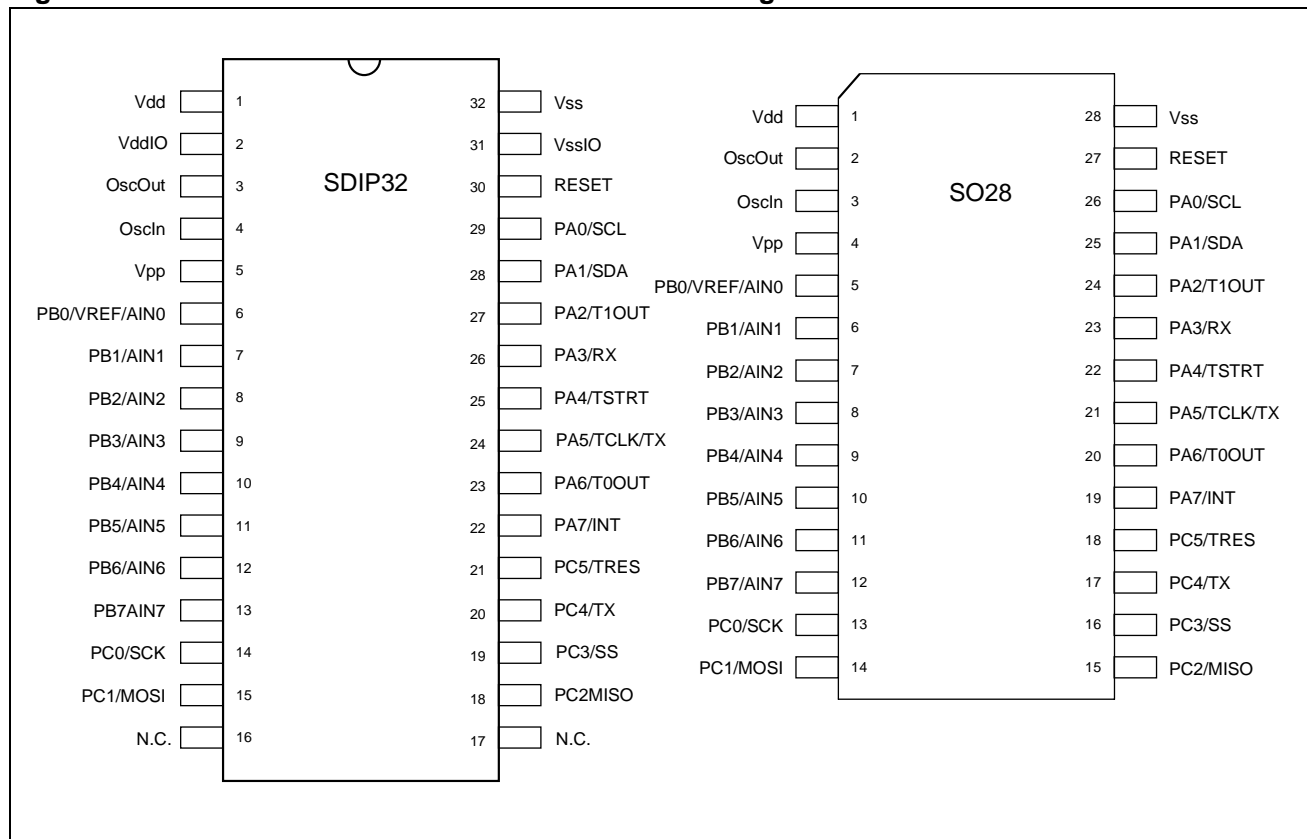 Vdd 1 32 Vss
VddIO 2 31 VssIO
OscOut 3 30 RESET
OscIn 4 29 PA0/SCL
Vpp 5 28 PA1/SDA
PB0/VREF/AIN0 6 27 PA2/T1OUT
PB1/AIN1 7 26 PA3/RX
PB2/AIN2 8 25 PA4/TSTRT
PB3/AIN3 9 24 PA5/TCLK/TX
PB4/AIN4 10 23 PA6/T0OUT
PB5/AIN5 11 22 PA7/INT
PB6/AIN6 12 21 PC5/TRES
PB7AIN7 13 20 PC4/TX
PC0/SCK 14 19 PC3/SS
PC1/MOSI 15 18 PC2MISO
N.C. 16 17 N.C.
SDIP32
Vdd 1 28 Vss
OscOut 2 27 RESET
OscIn 3 26 PA0/SCL
Vpp 4 25 PA1/SDA
PB0/VREF/AIN0 5 24 PA2/T1OUT
PB1/AIN1 6 23 PA3/RX
PB2/AIN2 7 22 PA4/TSTRT
PB3/AIN3 8 21 PA5/TCLK/TX
PB4/AIN4 9 20 PA6/T0OUT
PB5/AIN5 10 19 PA7/INT
PB6/AIN6 11 18 PC5/TRES
PB7/AIN7 12 17 PC4/TX
PC0/SCK 13 16 PC3/SS
PC1/MOSI 14 15 PC2/MISO
SO28